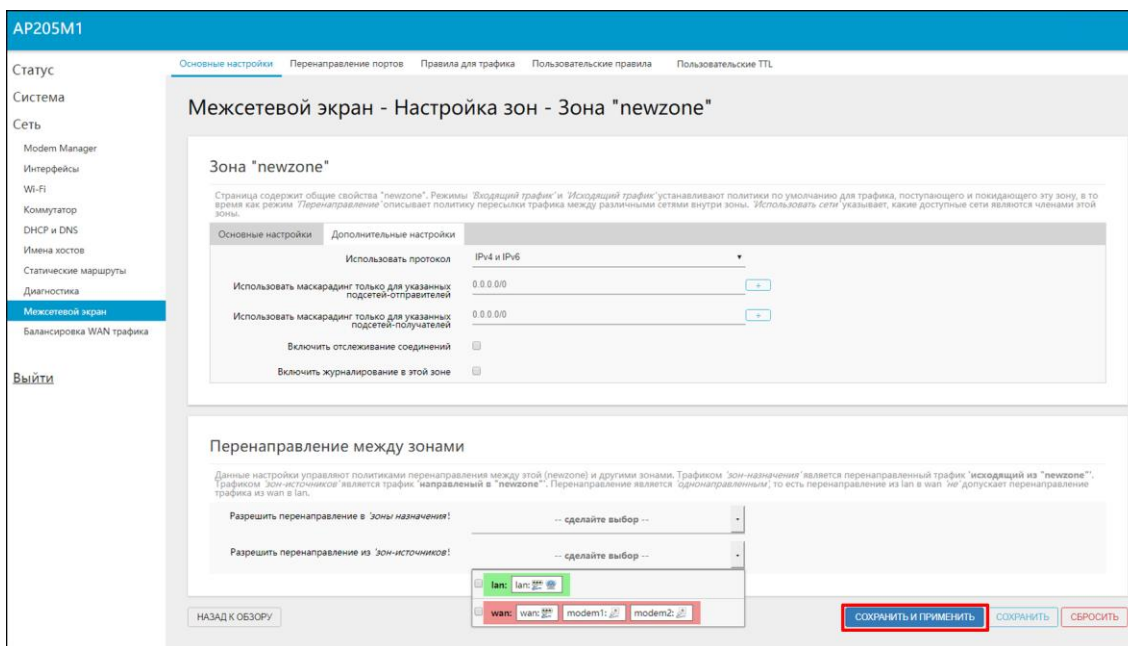 AP205M1
Статус
Система
Сеть
Modem Manager
Интерфейсы
Wi-Fi
Коммутатор
DHCP и DNS
Имена хостов
Статические маршруты
Диагностика
Межсетевой экран
Балансировка WAN трафика
Выйти
Основные настройки Перенаправление портов Правила для трафика Пользовательские правила Пользовательские TTL
Межсетевой экран - Настройка зон - Зона "newzone"
Зона "newzone"
Страница содержит общие свойства "newzone". Режимы 'Входящий трафик' и 'Исходящий трафик' устанавливают политики по умолчанию для трафика, поступающего и покидающего эту зону, в то
время как режим 'Перенаправление' описывает политику пересылки трафика между различными сетями внутри зоны. 'Использовать сети' указывает, какие доступные сети являются членами этой
зоны.
Основные настройки Дополнительные настройки
Использовать протокол IPv4 и IPv6
Использовать маскарадинг только для указанных
подсетей-отправителей
0.0.0.0/0 +
Использовать маскарадинг только для указанных
подсетей-получателей
0.0.0.0/0 +
Включить отслеживание соединений
Включить журналирование в этой зоне
Перенаправление между зонами
Данные настройки управляют политиками перенаправления между этой (newzone) и другими зонами. Трафиком 'зон-назначения' является перенаправленный трафик "исходящий из "newzone"".
Трафиком 'зон-источников' является трафик "направленый в "newzone"". Перенаправление является 'однонаправленным', то есть перенаправление из lan в wan 'не' допускает перенаправление
трафика из wan в lan.
Разрешить перенаправление в 'зоны назначения': -- сделайте выбор --
Разрешить перенаправление из 'зон-источников': -- сделайте выбор --
lan: lan:
wan: wan: modem1: modem2:
НАЗАД К ОБЗОРУ СОХРАНИТЬ И ПРИМЕНИТЬ СОХРАНИТЬ СБРОСИТЬ